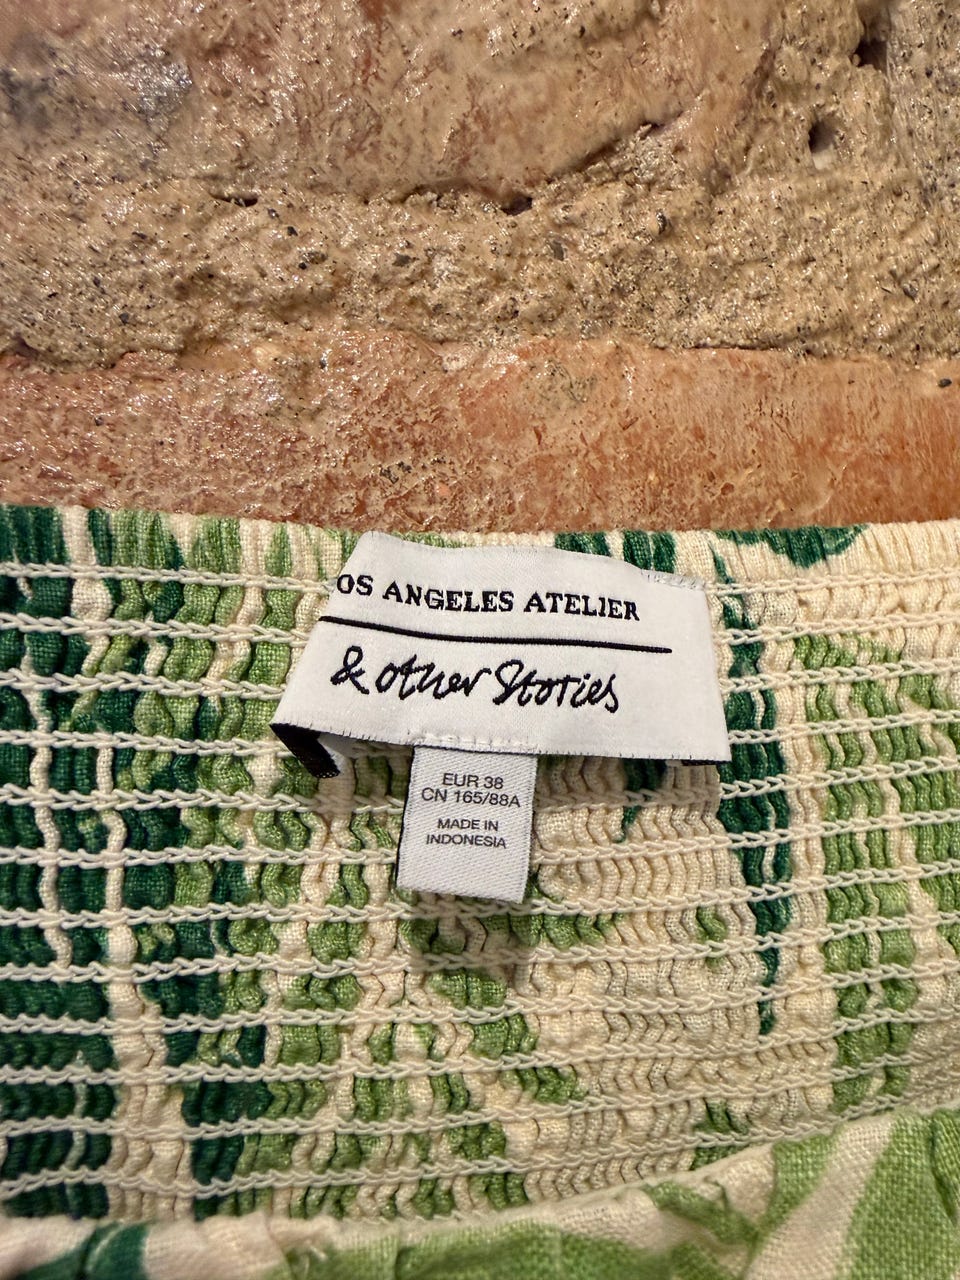 OS ANGELES ATELIER
& other Stories
EUR 38
CN 165/88A
MADE IN
INDONESIA